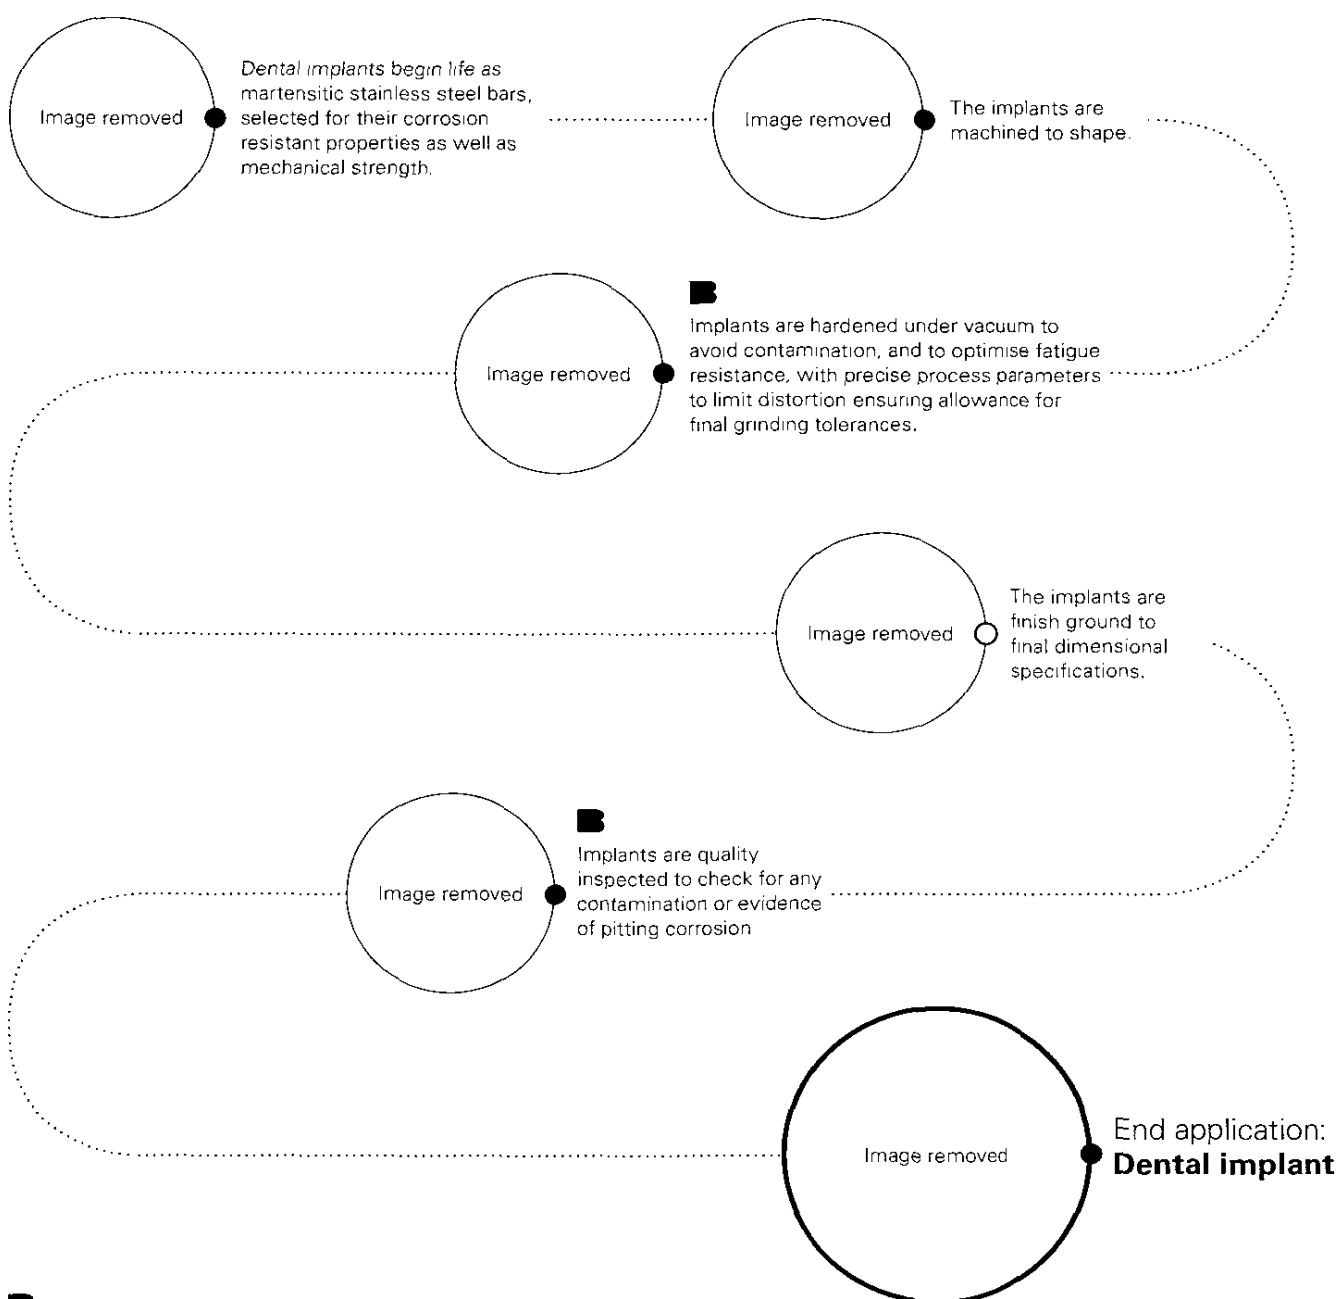 Image removed
Dental implants begin life as
martensitic stainless steel bars,
selected for their corrosion
resistant properties as well as
mechanical strength.
Image removed
The implants are
machined to shape.
Image removed
Implants are hardened under vacuum to
avoid contamination, and to optimise fatigue
resistance, with precise process parameters
to limit distortion ensuring allowance for
final grinding tolerances.
Image removed
The implants are
finish ground to
final dimensional
specifications.
Image removed
Implants are quality
inspected to check for any
contamination or evidence
of pitting corrosion
Image removed
End application:
Dental implant